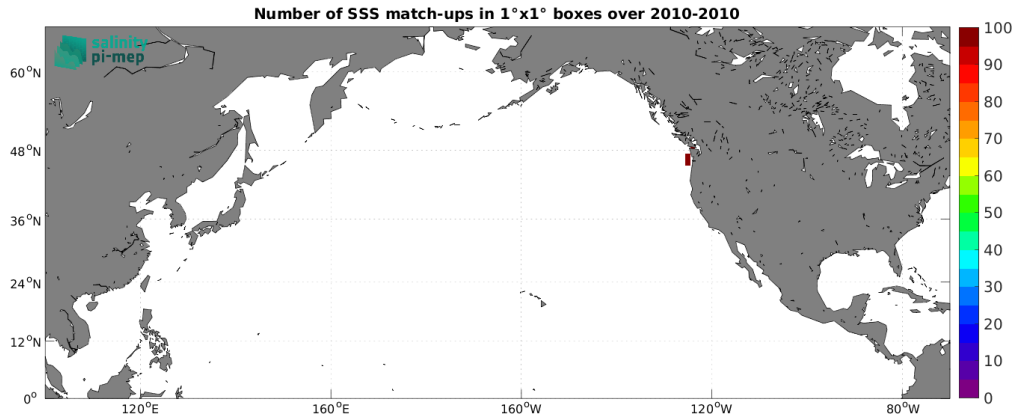 Number of SSS match-ups in 1°x1° boxes over 2010-2010
salinity
pi-mep
60°N
48°N
36°N
24°N
12°N
0°
120°E
160°E
160°W
120°W
80°W
100
90
80
70
60
50
40
30
20
10
0